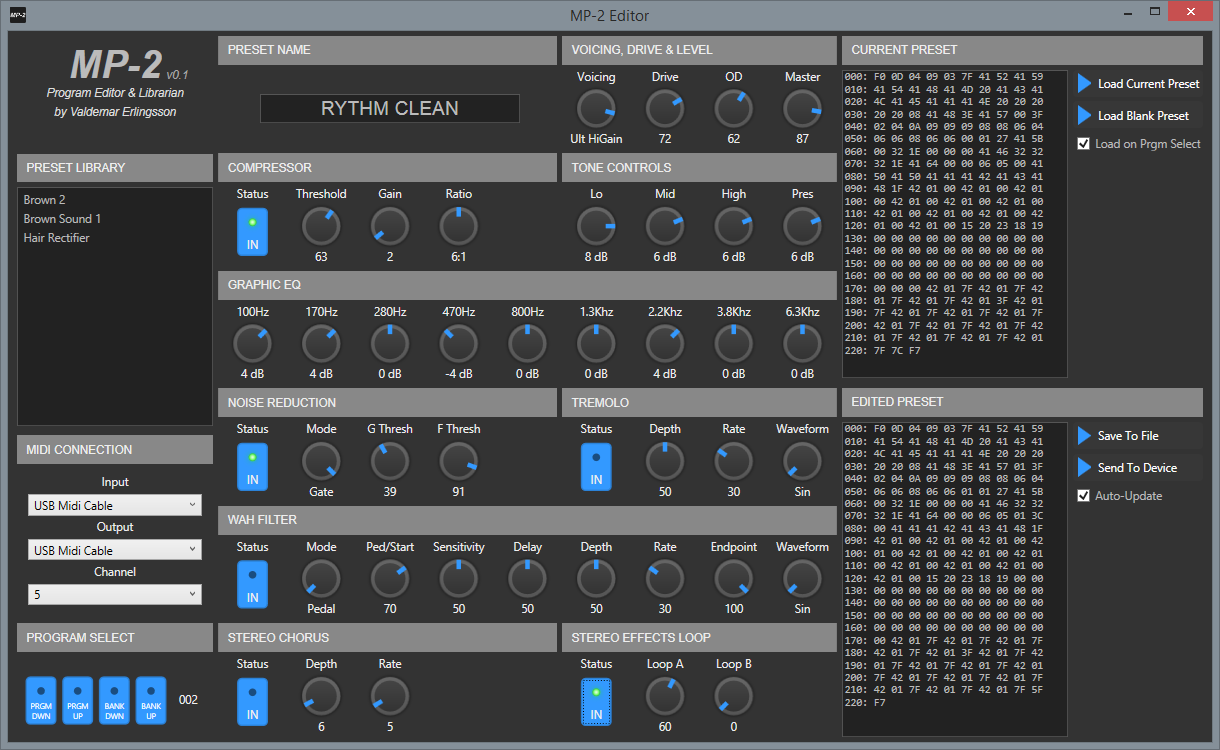 MP-2 MP-2 Editor
MP-2 v0.1
Program Editor & Librarian
by Valdemar Erlingsson
PRESET LIBRARY
Brown 2
Brown Sound 1
Hair Rectifier
MIDI CONNECTION
Input
USB Midi Cable
Output
USB Midi Cable
Channel
5
PROGRAM SELECT
PRGM DWN PRGM UP BANK DWN BANK UP 002
PRESET NAME
RYTHM CLEAN
VOICING, DRIVE & LEVEL
Voicing Drive OD Master
Ult HiGain 72 62 87
COMPRESSOR
Status Threshold Gain Ratio
IN 63 2 6:1
TONE CONTROLS
Lo Mid High Pres
8 dB 6 dB 6 dB 6 dB
GRAPHIC EQ
100Hz 170Hz 280Hz 470Hz 800Hz 1.3Khz 2.2Khz 3.8Khz 6.3Khz
4 dB 4 dB 0 dB -4 dB 0 dB 0 dB 4 dB 0 dB 0 dB
NOISE REDUCTION
Status Mode G Thresh F Thresh
IN Gate 39 91
TREMOLO
Status Depth Rate Waveform
IN 50 30 Sin
WAH FILTER
Status Mode Ped/Start Sensitivity Delay Depth Rate Endpoint Waveform
IN Pedal 70 50 50 50 30 100 Sin
STEREO CHORUS
Status Depth Rate
IN 6 5
STEREO EFFECTS LOOP
Status Loop A Loop B
IN 60 0
CURRENT PRESET
000: F0 0D 04 09 03 7F 41 52 41 59
010: 41 54 41 48 41 4D 20 41 43 41
020: 4C 41 45 41 41 41 4E 20 20 20
030: 20 20 08 41 48 3E 41 57 00 3F
040: 02 04 0A 09 09 09 08 08 06 04
050: 06 06 08 06 06 00 01 27 41 5B
060: 00 32 1E 00 00 00 41 46 32 32
070: 32 1E 41 64 00 00 06 05 00 41
080: 50 41 50 41 41 41 42 41 43 41
090: 48 1F 42 01 00 42 01 00 42 01
100: 00 42 01 00 42 01 00 42 01 00
110: 42 01 00 42 01 00 42 01 00 42
120: 01 00 42 01 00 15 20 23 18 19
130: 00 00 00 00 00 00 00 00 00 00
140: 00 00 00 00 00 00 00 00 00 00
150: 00 00 00 00 00 00 00 00 00 00
160: 00 00 00 00 00 00 00 00 00 00
170: 00 00 00 42 01 7F 42 01 7F 42
180: 01 7F 42 01 7F 42 01 3F 42 01
190: 7F 42 01 7F 42 01 7F 42 01 7F
200: 42 01 7F 42 01 7F 42 01 7F 42
210: 01 7F 42 01 7F 42 01 7F 42 01
220: 7F 7C F7
Load Current Preset
Load Blank Preset
Load on Prgm Select
EDITED PRESET
000: F0 0D 04 09 03 7F 41 52 41 59
010: 41 54 41 48 41 4D 20 41 43 41
020: 4C 41 45 41 41 41 4E 20 20 20
030: 20 20 08 41 48 3E 41 57 01 3F
040: 02 04 0A 09 09 09 08 08 06 04
050: 06 06 08 06 06 01 01 27 41 5B
060: 00 32 1E 00 00 00 41 46 32 32
070: 32 1E 41 64 00 00 06 05 01 3C
080: 00 41 41 41 42 41 43 41 48 1F
090: 42 01 00 42 01 00 42 01 00 42
100: 01 00 42 01 00 42 01 00 42 01
110: 00 42 01 00 42 01 00 42 01 00
120: 42 01 00 15 20 23 18 19 00 00
130: 00 00 00 00 00 00 00 00 00 00
140: 00 00 00 00 00 00 00 00 00 00
150: 00 00 00 00 00 00 00 00 00 00
160: 00 00 00 00 00 00 00 00 00 00
170: 00 42 01 7F 42 01 7F 42 01 7F
180: 42 01 7F 42 01 3F 42 01 7F 42
190: 01 7F 42 01 7F 42 01 7F 42 01
200: 7F 42 01 7F 42 01 7F 42 01 7F
210: 42 01 7F 42 01 7F 42 01 7F 5F
220: F7
Save To File
Send To Device
Auto-Update